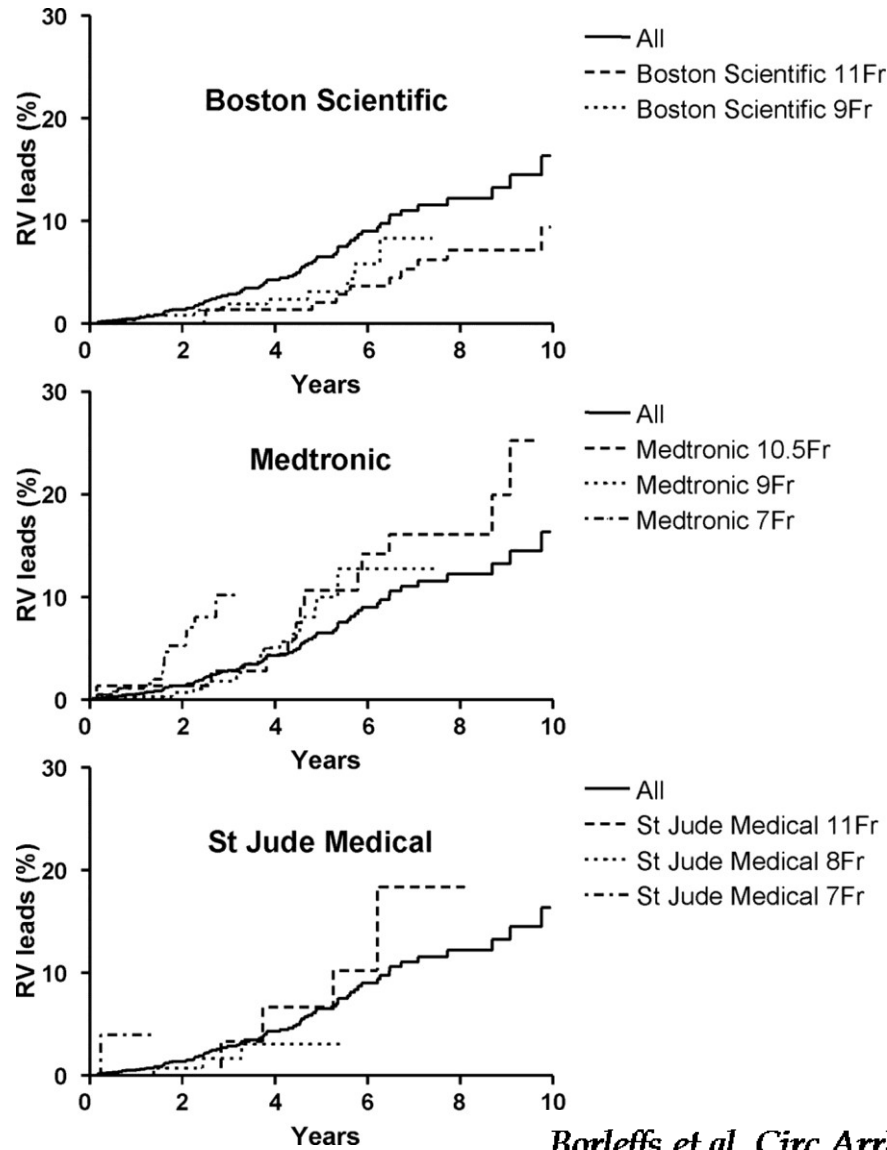 30
20
10
0
RV leads (%)
Boston Scientific
All
Boston Scientific 11Fr
Boston Scientific 9Fr
0 2 4 6 8 10
Years
30
20
10
0
RV leads (%)
Medtronic
All
Medtronic 10.5Fr
Medtronic 9Fr
Medtronic 7Fr
0 2 4 6 8 10
Years
30
20
10
0
RV leads (%)
St Jude Medical
All
St Jude Medical 11Fr
St Jude Medical 8Fr
St Jude Medical 7Fr
0 2 4 6 8 10
Years
Borleffs et al. Circ